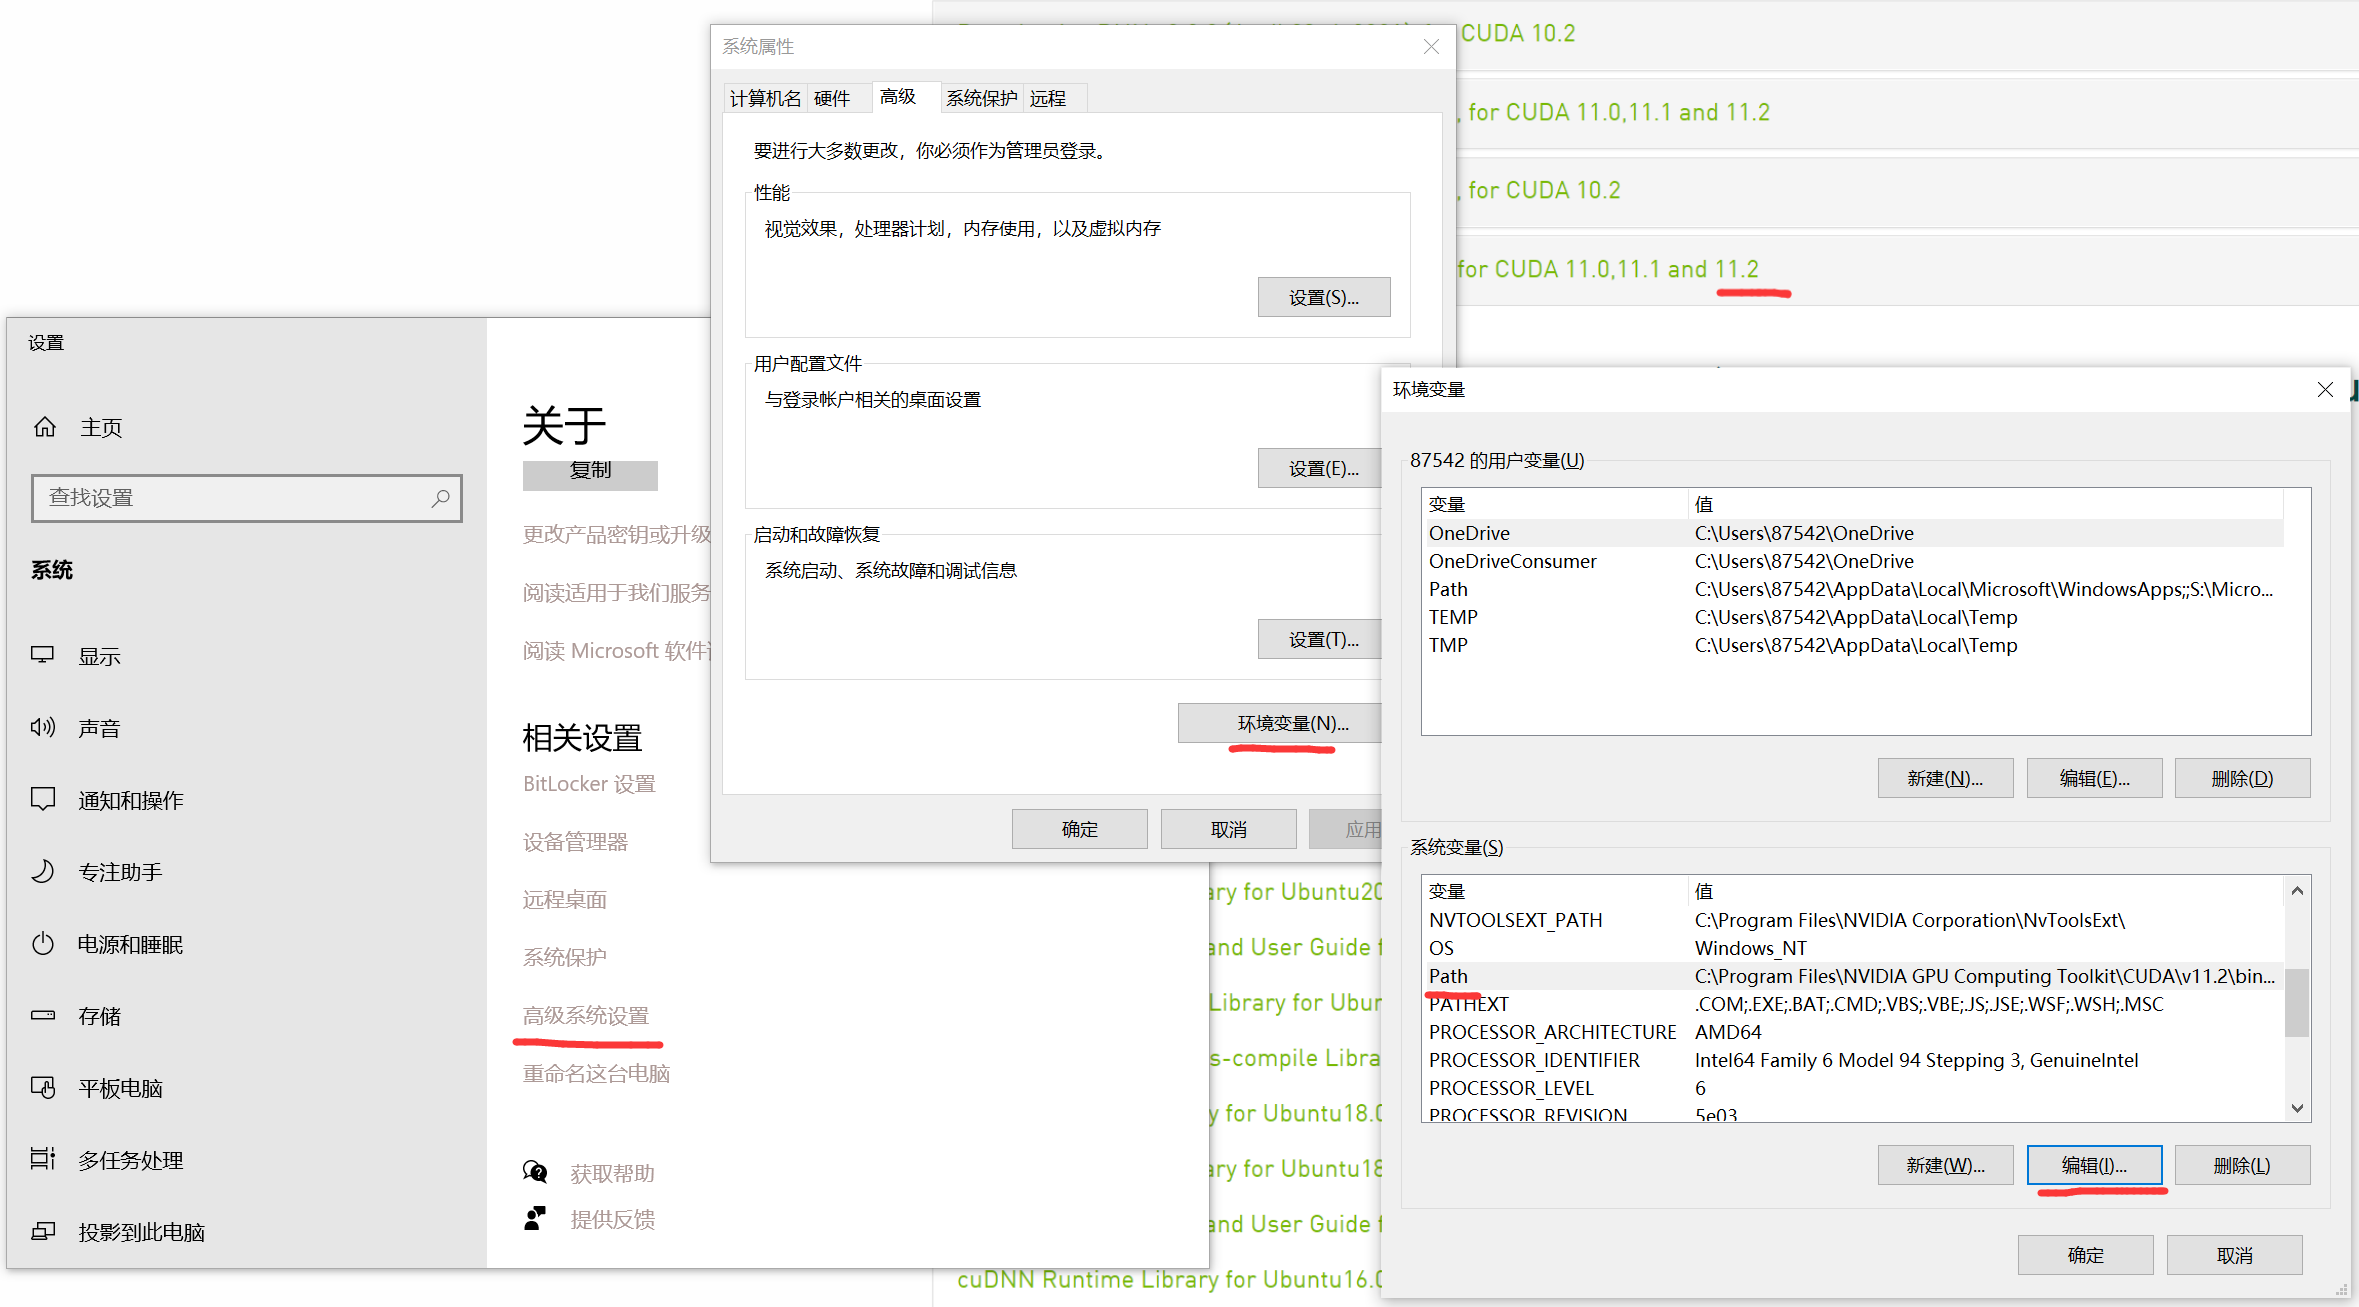 CUDA 10.2
, for CUDA 11.0,11.1 and 11.2
, for CUDA 10.2
for CUDA 11.0,11.1 and 11.2
系统属性
计算机名 硬件 高级 系统保护 远程
要进行大多数更改，你必须作为管理员登录。
性能
视觉效果，处理器计划，内存使用，以及虚拟内存
设置(S)...
用户配置文件
与登录帐户相关的桌面设置
设置(E)...
启动和故障恢复
系统启动、系统故障和调试信息
设置(T)...
环境变量(N)...
确定 取消 应用
设置
主页
查找设置
系统
显示
声音
通知和操作
专注助手
电源和睡眠
存储
平板电脑
多任务处理
投影到此电脑
关于
复制
更改产品密钥或升级
阅读适用于我们服务
阅读 Microsoft 软件
相关设置
BitLocker 设置
设备管理器
远程桌面
系统保护
高级系统设置
重命名这台电脑
获取帮助
提供反馈
ary for Ubuntu20
and User Guide f
Library for Ubur
s-compile Libra
y for Ubuntu18.0
ary for Ubuntu18
and User Guide f
cuDNN Runtime Library for Ubuntu16.0
环境变量
87542 的用户变量(U)
变量 值
OneDrive C:\Users\87542\OneDrive
OneDriveConsumer C:\Users\87542\OneDrive
Path C:\Users\87542\AppData\Local\Microsoft\WindowsApps;;S:\Micro...
TEMP C:\Users\87542\AppData\Local\Temp
TMP C:\Users\87542\AppData\Local\Temp
新建(N)... 编辑(E)... 删除(D)
系统变量(S)
变量 值
NVTOOLSEXT_PATH C:\Program Files\NVIDIA Corporation\NvToolsExt\
OS Windows_NT
Path C:\Program Files\NVIDIA GPU Computing Toolkit\CUDA\v11.2\bin...
PATHEXT .COM;.EXE;.BAT;.CMD;.VBS;.VBE;.JS;.JSE;.WSF;.WSH;.MSC
PROCESSOR_ARCHITECTURE AMD64
PROCESSOR_IDENTIFIER Intel64 Family 6 Model 94 Stepping 3, GenuineIntel
PROCESSOR_LEVEL 6
PROCESSOR_REVISION 5e03
新建(W)... 编辑(I)... 删除(L)
确定 取消